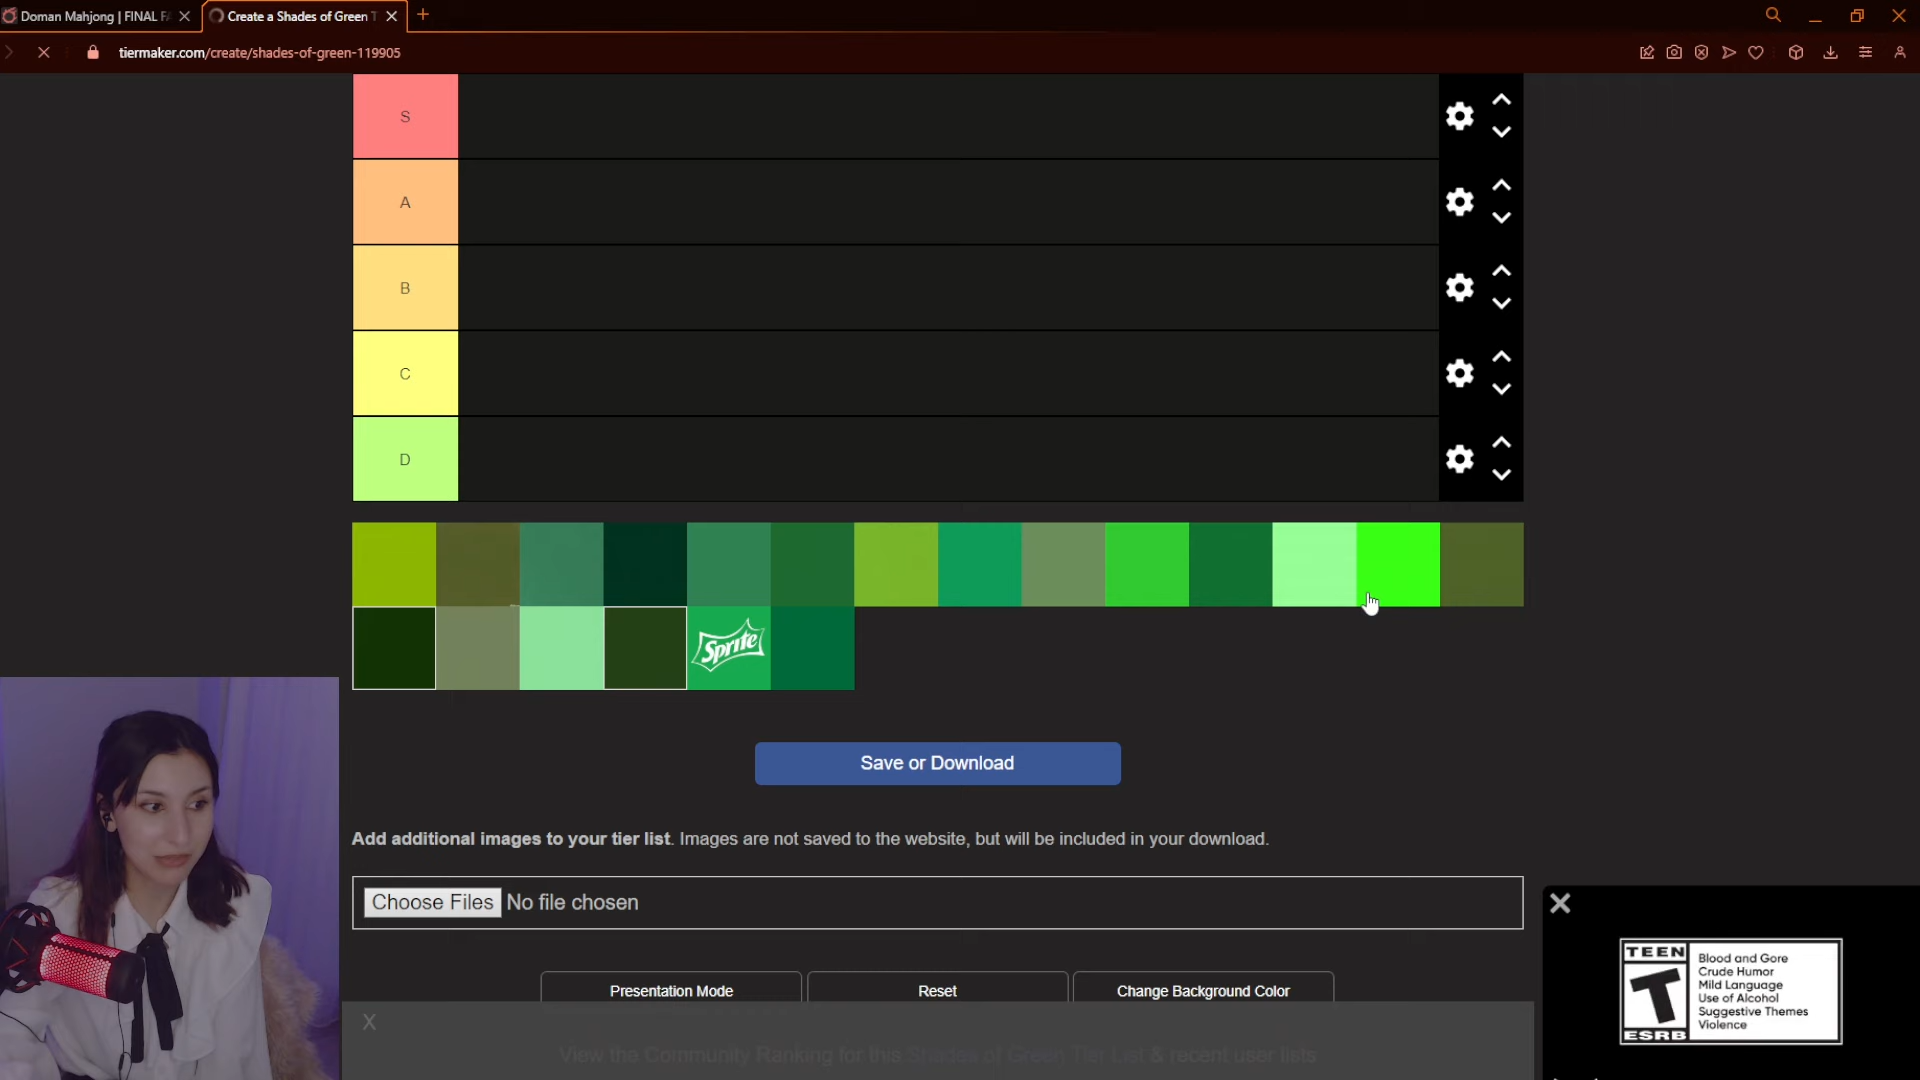 Doman Mahjong | FINAL F
Create a Shades of Green T
tiermaker.com/create/shades-of-green-119905
S
A
B
C
D
Sprite
Save or Download
Add additional images to your tier list. Images are not saved to the website, but will be included in your download.
Choose Files No file chosen
Presentation Mode
Reset
Change Background Color
X
View the Community Ranking for this Shades of Green Tier List & recent user lists
TEEN
T
ESRB
Blood and Gore
Crude Humor
Mild Language
Use of Alcohol
Suggestive Themes
Violence